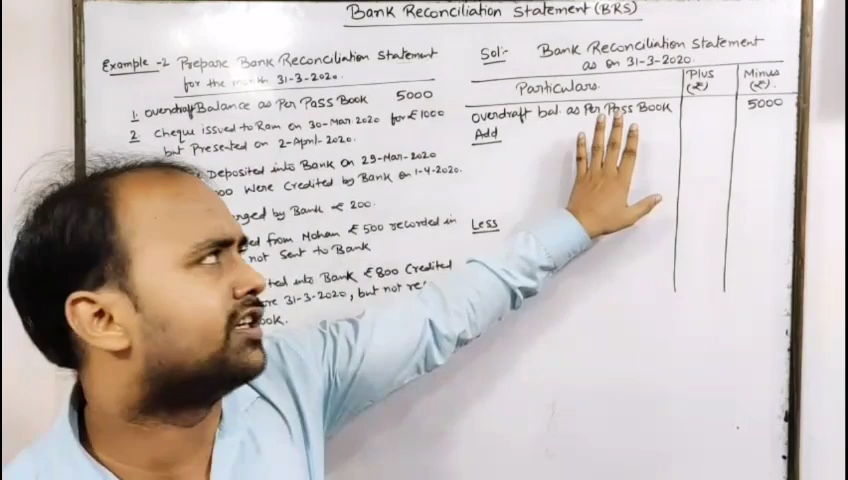 Bank Reconciliation Statement (BRS)
Example -2 Prepare Bank Reconciliation Statement
for the month 31-3-2020.
1. overdraft Balance as Per Pass Book 5000
2 Cheque issued to Ram on 30-Mar-2020 for ₹1000
but Presented on 2-April-2020.
Deposited into Bank on 29-Mar-2020
Were Credited by Bank on 1-4-2020.
by Bank ₹ 200.
from Mohan ₹ 500 recorded in
not Sent to Bank
into Bank ₹800 Credited
31-3-2020, but not
Sol:- Bank Reconciliation Statement
as on 31-3-2020.
Particulars. Plus (₹) Minus (₹).
Overdraft bal. as Per Pass Book 5000
Add
Less